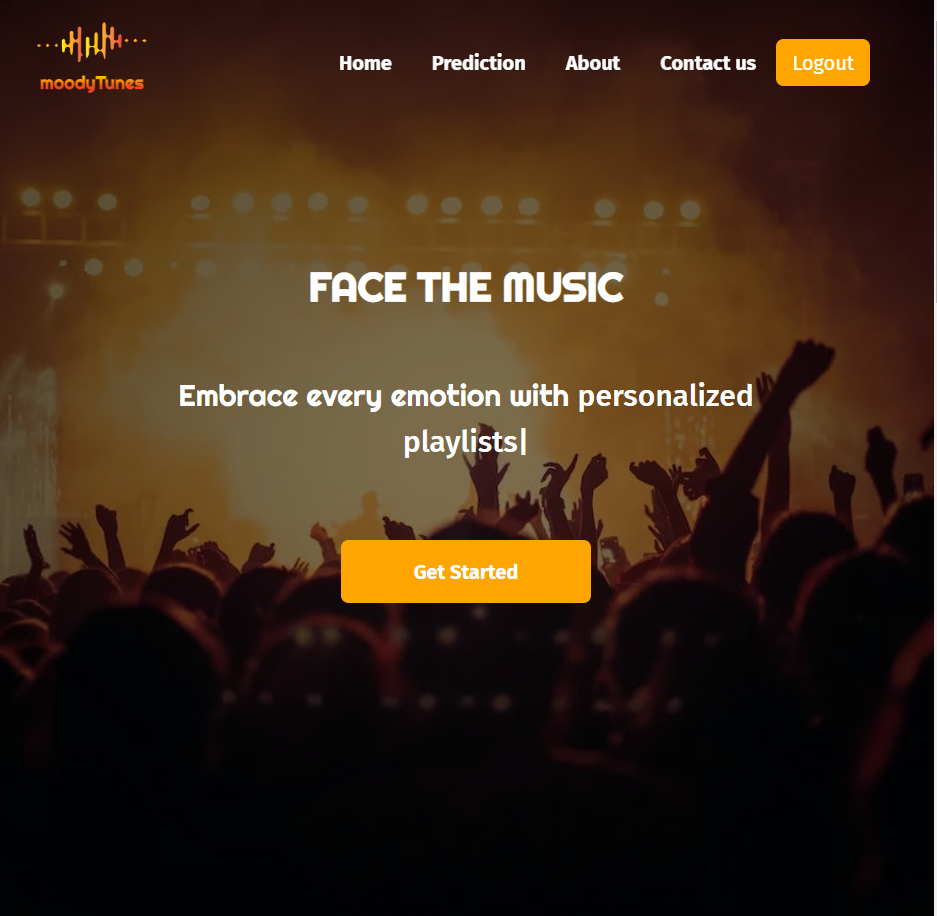 moodyTunes
Home Prediction About Contact us Logout
FACE THE MUSIC
Embrace every emotion with personalized
playlists|
Get Started